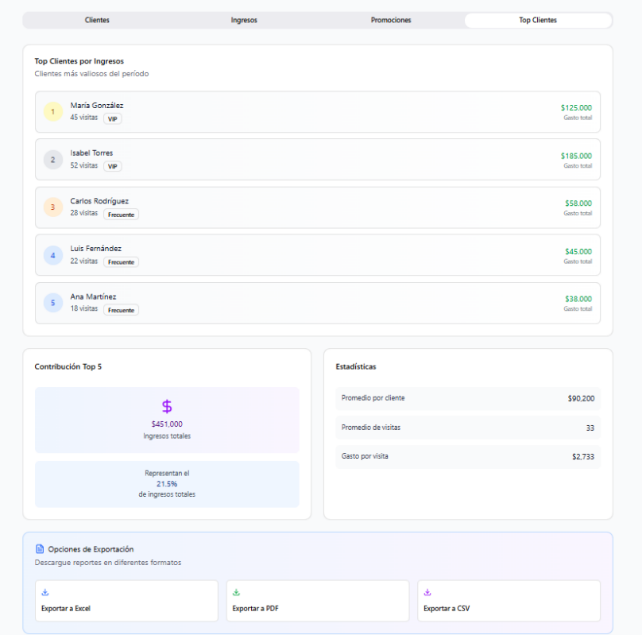 Clientes
Ingresos
Promociones
Top Clientes
Top Clientes por Ingresos
Clientes más valiosos del período
1
María González
45 visitas VIP
$125.000
Gasto total
2
Isabel Torres
52 visitas VIP
$185.000
Gasto total
3
Carlos Rodríguez
28 visitas Frecuente
$58.000
Gasto total
4
Luis Fernández
22 visitas Frecuente
$45.000
Gasto total
5
Ana Martínez
18 visitas Frecuente
$38.000
Gasto total
Contribución Top 5
$
$451,000
Ingresos totales
Representan el
21.5%
de ingresos totales
Estadísticas
Promedio por cliente $90,200
Promedio de visitas 33
Gasto por visita $2,733
Opciones de Exportación
Descargue reportes en diferentes formatos
Exportar a Excel
Exportar a PDF
Exportar a CSV